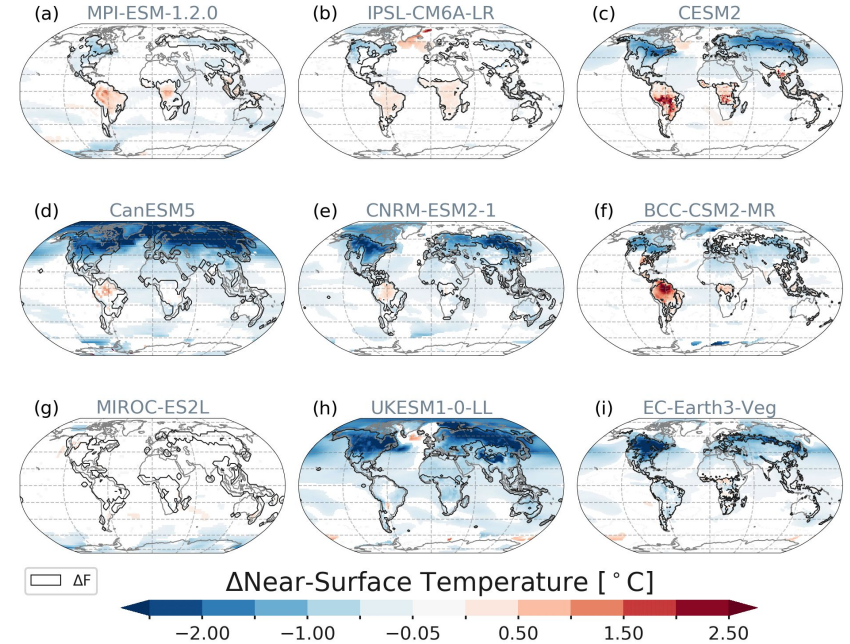 (a) MPI-ESM-1.2.0
(b) IPSL-CM6A-LR
(c) CESM2
(d) CanESM5
(e) CNRM-ESM2-1
(f) BCC-CSM2-MR
(g) MIROC-ES2L
(h) UKESM1-0-LL
(i) EC-Earth3-Veg
ΔF
ΔNear-Surface Temperature [°C]
−2.00 −1.00 −0.05 0.50 1.50 2.50